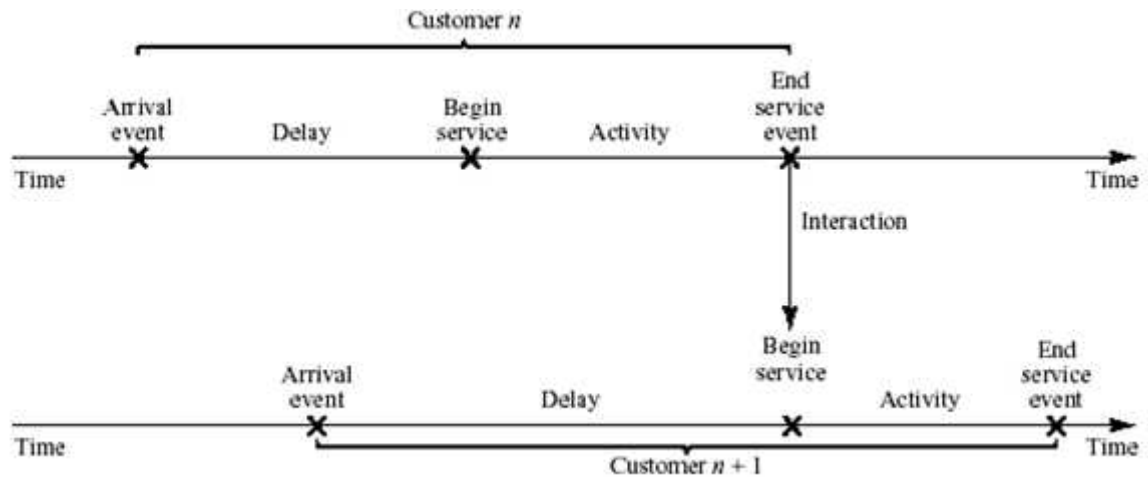 Customer n
Arrival
event
Delay
Begin
service
Activity
End
service
event
Time
Time
Interaction
Begin
service
Arrival
event
Delay
Activity
End
service
event
Time
Time
Customer n + 1